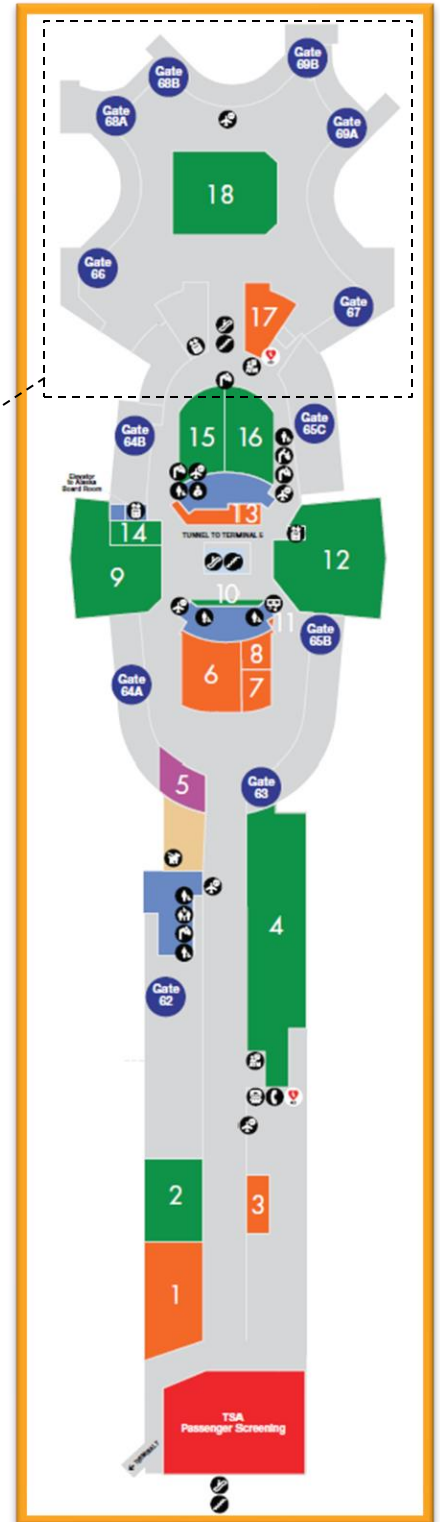 Gate
69B
Gate
68B
Gate
68A
Gate
69A
18
Gate
66
Gate
67
17
Gate
65C
Gate
64B
15
16
Elevator
to Alaska
Board Room
13
14
TUNNEL TO TERMINAL 5
12
9
10
11
Gate
65B
8
6
7
Gate
64A
5
Gate
63
4
Gate
62
2
3
1
TSA
Passenger Screening